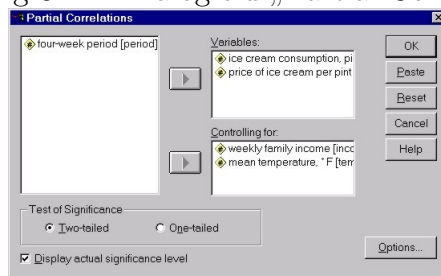 Partial Correlations
four-week period [period]
Variables:
ice cream consumption, pi
price of ice cream per pint
Controlling for:
weekly family income [inco
mean temperature, ° F [tem
OK
Paste
Reset
Cancel
Help
Test of Significance
Two-tailed
One-tailed
Display actual significance level
Options...